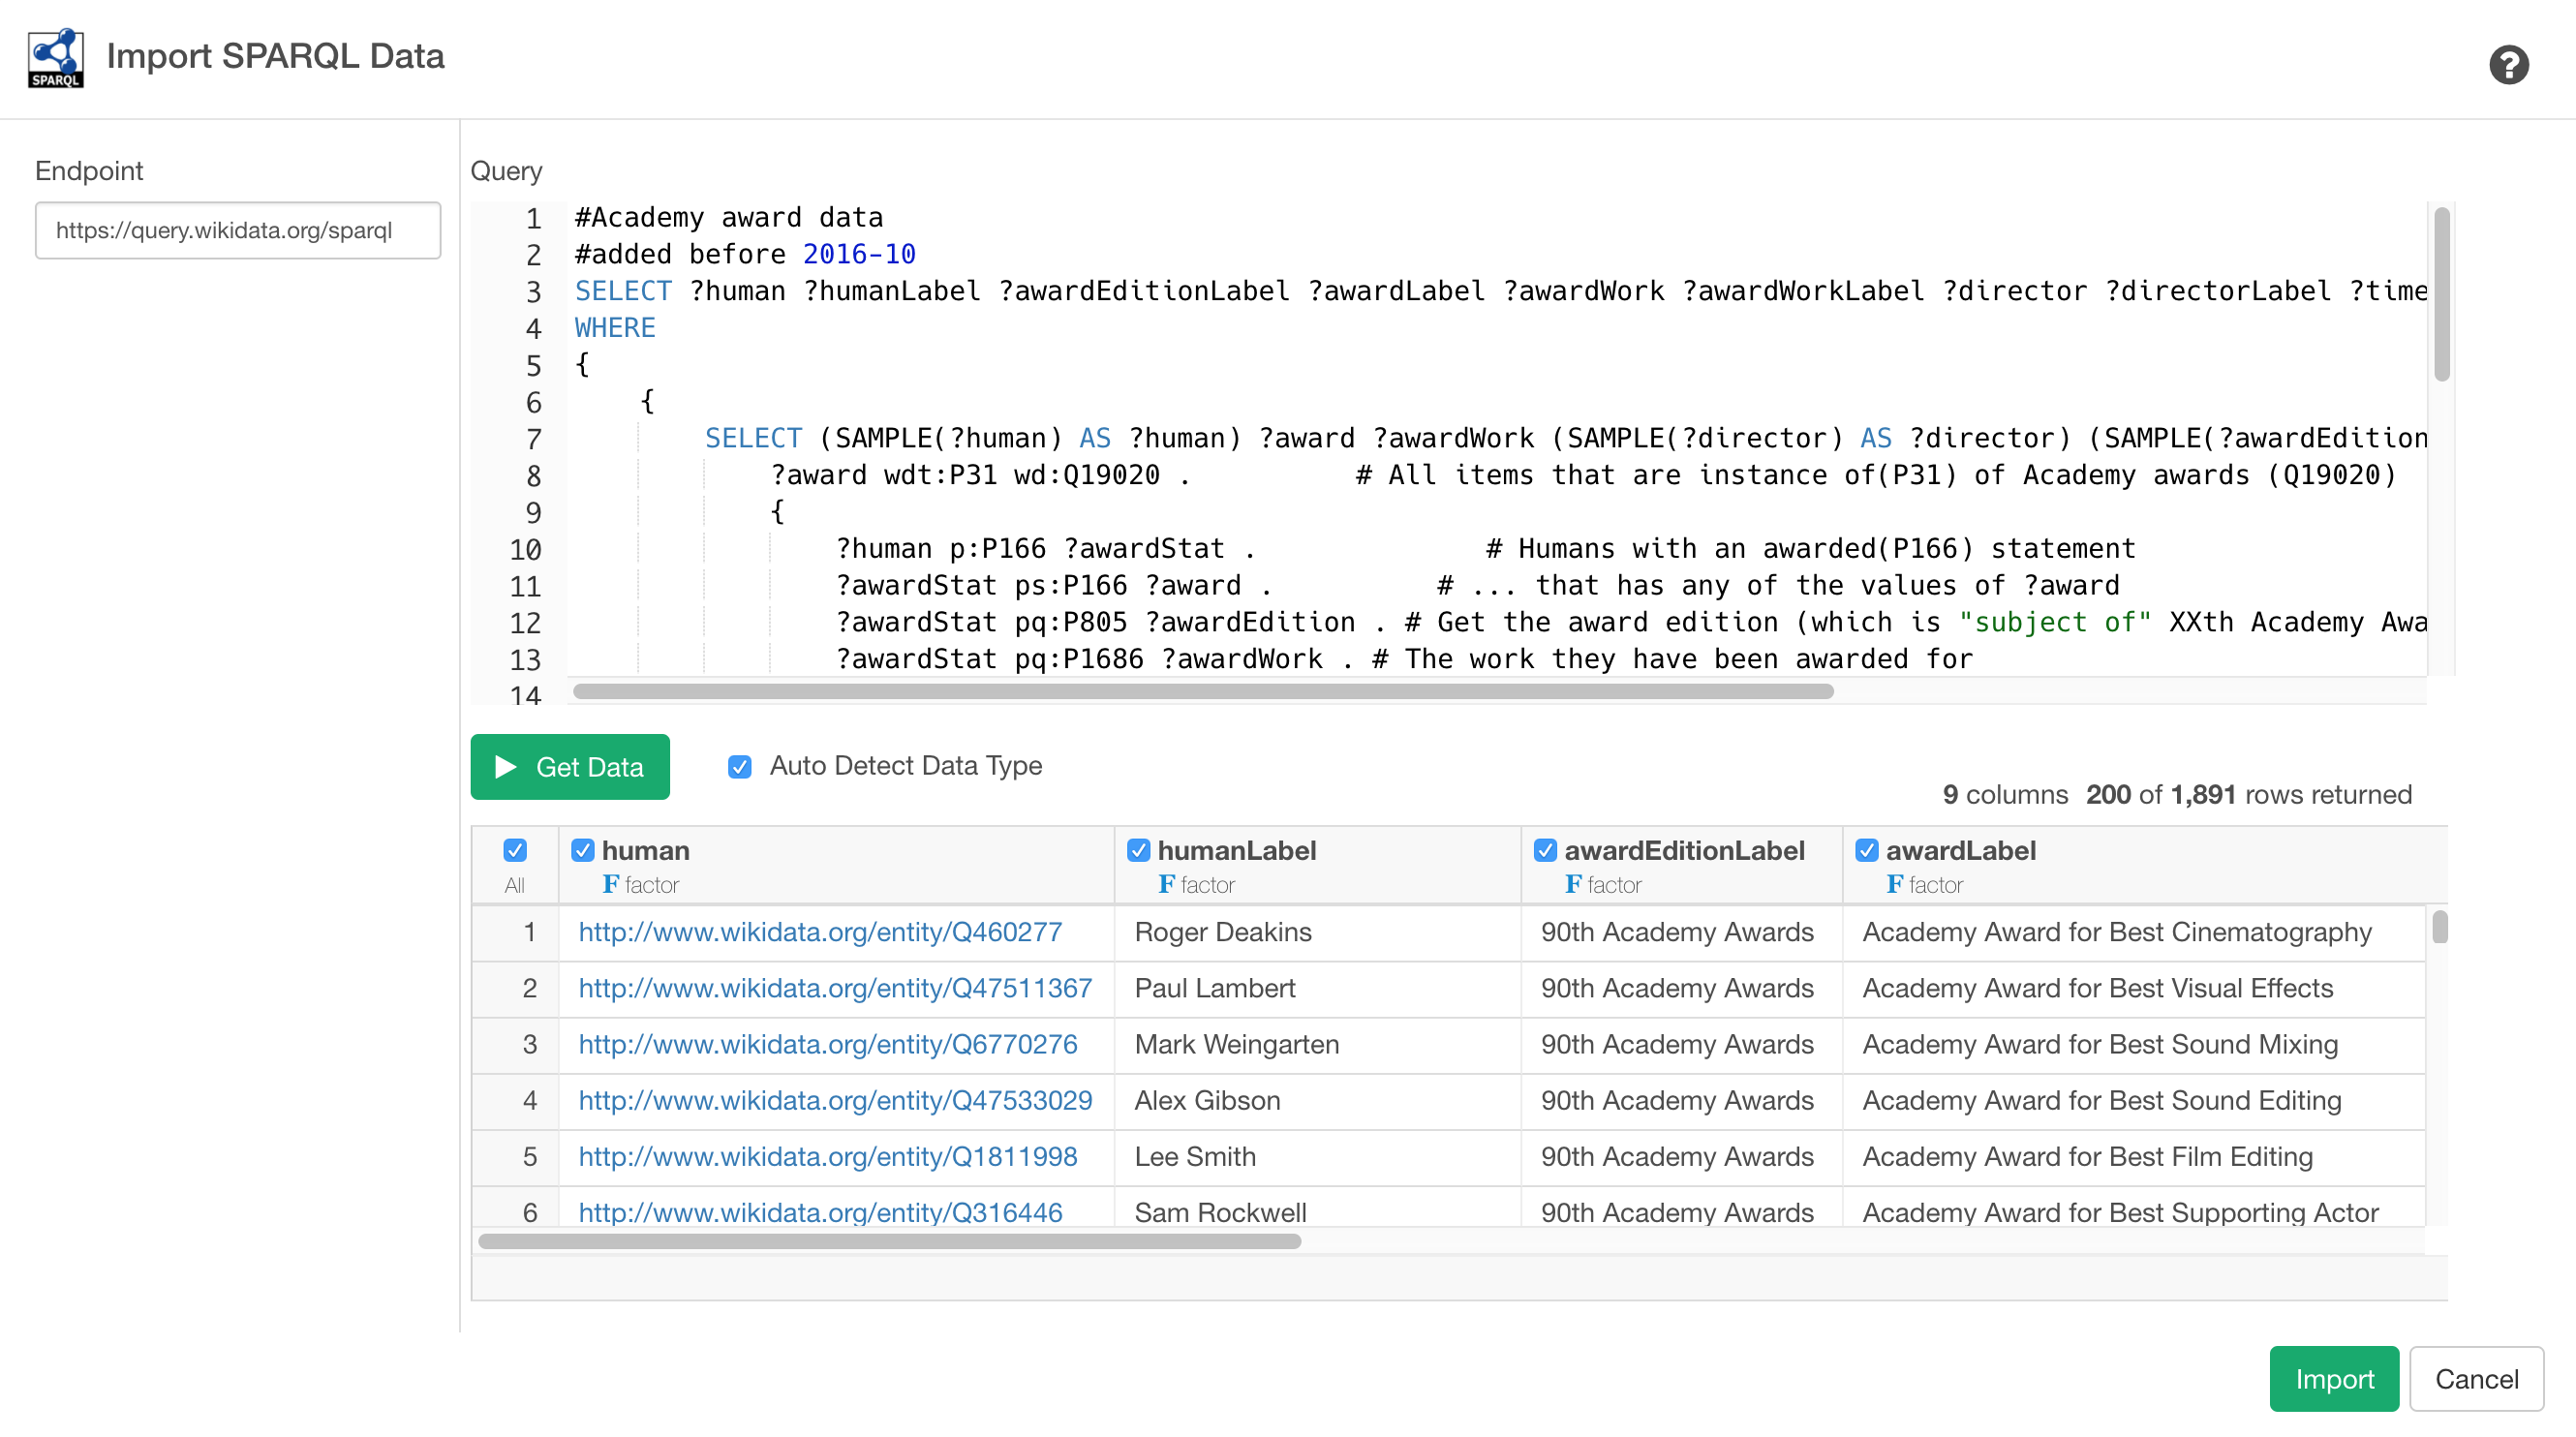 SPARQL
Import SPARQL Data
?
Endpoint
https://query.wikidata.org/sparql
Query
1 #Academy award data
2 #added before 2016-10
3 SELECT ?human ?humanLabel ?awardEditionLabel ?awardLabel ?awardWork ?awardWorkLabel ?director ?directorLabel ?time
4 WHERE
5 {
6 {
7 SELECT (SAMPLE(?human) AS ?human) ?award ?awardWork (SAMPLE(?director) AS ?director) (SAMPLE(?awardEdition
8 ?award wdt:P31 wd:Q19020 . # All items that are instance of(P31) of Academy awards (Q19020)
9 {
10 ?human p:P166 ?awardStat . # Humans with an awarded(P166) statement
11 ?awardStat ps:P166 ?award . # ... that has any of the values of ?award
12 ?awardStat pq:P805 ?awardEdition . # Get the award edition (which is "subject of" XXth Academy Awa
13 ?awardStat pq:P1686 ?awardWork . # The work they have been awarded for
14
Get Data Auto Detect Data Type
9 columns 200 of 1,891 rows returned
human humanLabel awardEditionLabel awardLabel
All F factor F factor F factor F factor
1 http://www.wikidata.org/entity/Q460277 Roger Deakins 90th Academy Awards Academy Award for Best Cinematography
2 http://www.wikidata.org/entity/Q47511367 Paul Lambert 90th Academy Awards Academy Award for Best Visual Effects
3 http://www.wikidata.org/entity/Q6770276 Mark Weingarten 90th Academy Awards Academy Award for Best Sound Mixing
4 http://www.wikidata.org/entity/Q47533029 Alex Gibson 90th Academy Awards Academy Award for Best Sound Editing
5 http://www.wikidata.org/entity/Q1811998 Lee Smith 90th Academy Awards Academy Award for Best Film Editing
6 http://www.wikidata.org/entity/Q316446 Sam Rockwell 90th Academy Awards Academy Award for Best Supporting Actor
Import Cancel